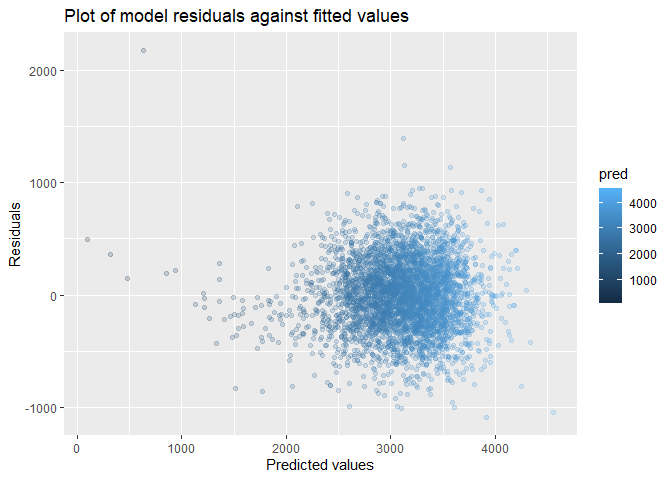 Plot of model residuals against fitted values
2000
1000
0
-1000
Residuals
0 1000 2000 3000 4000
Predicted values
pred
4000
3000
2000
1000